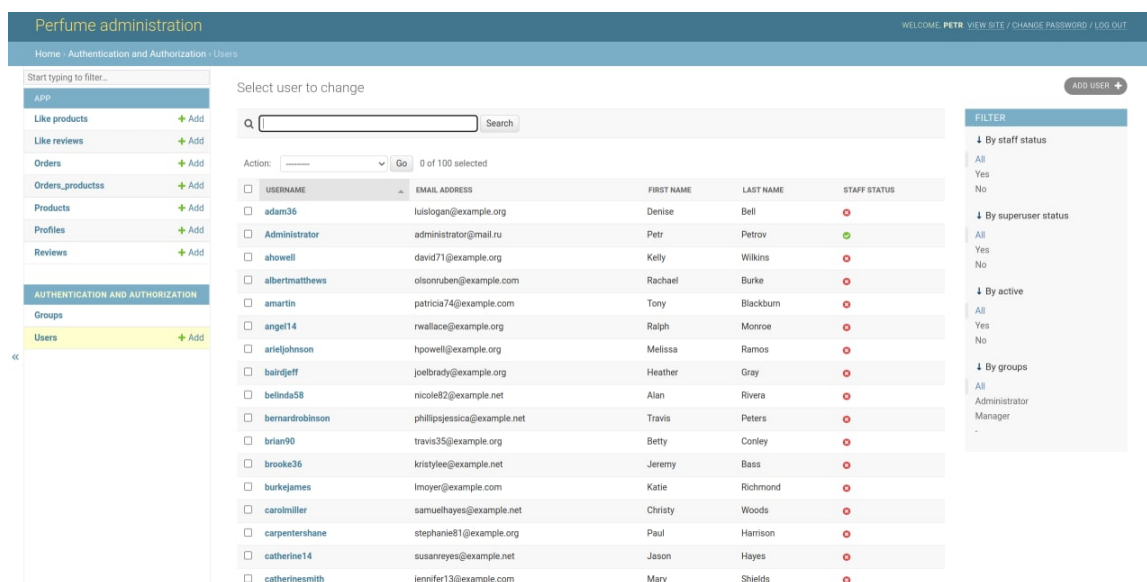 Perfume administration
WELCOME, PETR. VIEW SITE / CHANGE PASSWORD / LOG OUT
Home › Authentication and Authorization › Users
Start typing to filter...
APP
Like products + Add
Like reviews + Add
Orders + Add
Orders_productss + Add
Products + Add
Profiles + Add
Reviews + Add
AUTHENTICATION AND AUTHORIZATION
Groups
Users + Add
«
Select user to change
ADD USER +
Search
Action: --------- Go 0 of 100 selected
USERNAME EMAIL ADDRESS FIRST NAME LAST NAME STAFF STATUS
adam36 luislogan@example.org Denise Bell
Administrator administrator@mail.ru Petr Petrov
ahowell david71@example.org Kelly Wilkins
albertmatthews olsonruben@example.com Rachael Burke
amartin patricia74@example.com Tony Blackburn
angel14 rwallace@example.org Ralph Monroe
arieljohnson hpowell@example.org Melissa Ramos
bairdjeff joelbrady@example.org Heather Gray
belinda58 nicole82@example.net Alan Rivera
bernardrobinson phillipsjessica@example.net Travis Peters
brian90 travis35@example.org Betty Conley
brooke36 kristylee@example.net Jeremy Bass
burkejames lmoyer@example.com Katie Richmond
carolmiller samuelhayes@example.net Christy Woods
carpentershane stephanie81@example.org Paul Harrison
catherine14 susanreyes@example.net Jason Hayes
catherinesmith jennifer13@example.com Mary Shields
FILTER
↓ By staff status
All
Yes
No
↓ By superuser status
All
Yes
No
↓ By active
All
Yes
No
↓ By groups
All
Administrator
Manager
-